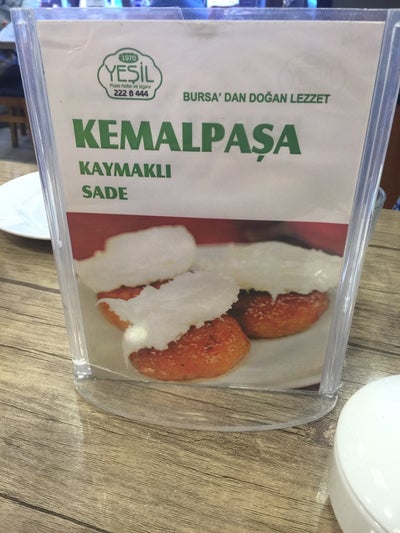 1970
YEŞİL
222 8 444
BURSA' DAN DOĞAN LEZZET
KEMALPAŞA
KAYMAKLI
SADE